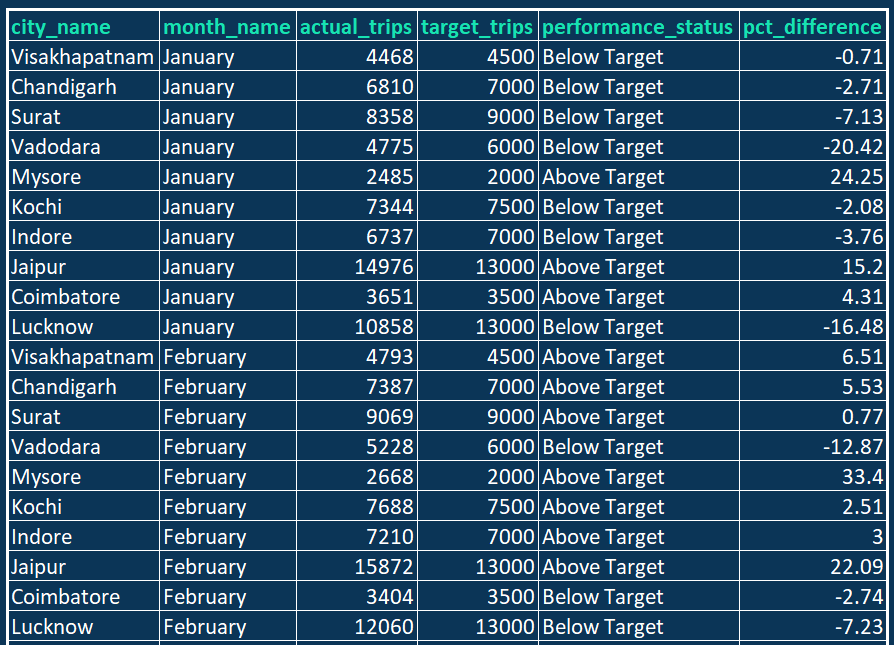 city_name month_name actual_trips target_trips performance_status pct_difference
Visakhapatnam January 4468 4500 Below Target -0.71
Chandigarh January 6810 7000 Below Target -2.71
Surat January 8358 9000 Below Target -7.13
Vadodara January 4775 6000 Below Target -20.42
Mysore January 2485 2000 Above Target 24.25
Kochi January 7344 7500 Below Target -2.08
Indore January 6737 7000 Below Target -3.76
Jaipur January 14976 13000 Above Target 15.2
Coimbatore January 3651 3500 Above Target 4.31
Lucknow January 10858 13000 Below Target -16.48
Visakhapatnam February 4793 4500 Above Target 6.51
Chandigarh February 7387 7000 Above Target 5.53
Surat February 9069 9000 Above Target 0.77
Vadodara February 5228 6000 Below Target -12.87
Mysore February 2668 2000 Above Target 33.4
Kochi February 7688 7500 Above Target 2.51
Indore February 7210 7000 Above Target 3
Jaipur February 15872 13000 Above Target 22.09
Coimbatore February 3404 3500 Below Target -2.74
Lucknow February 12060 13000 Below Target -7.23